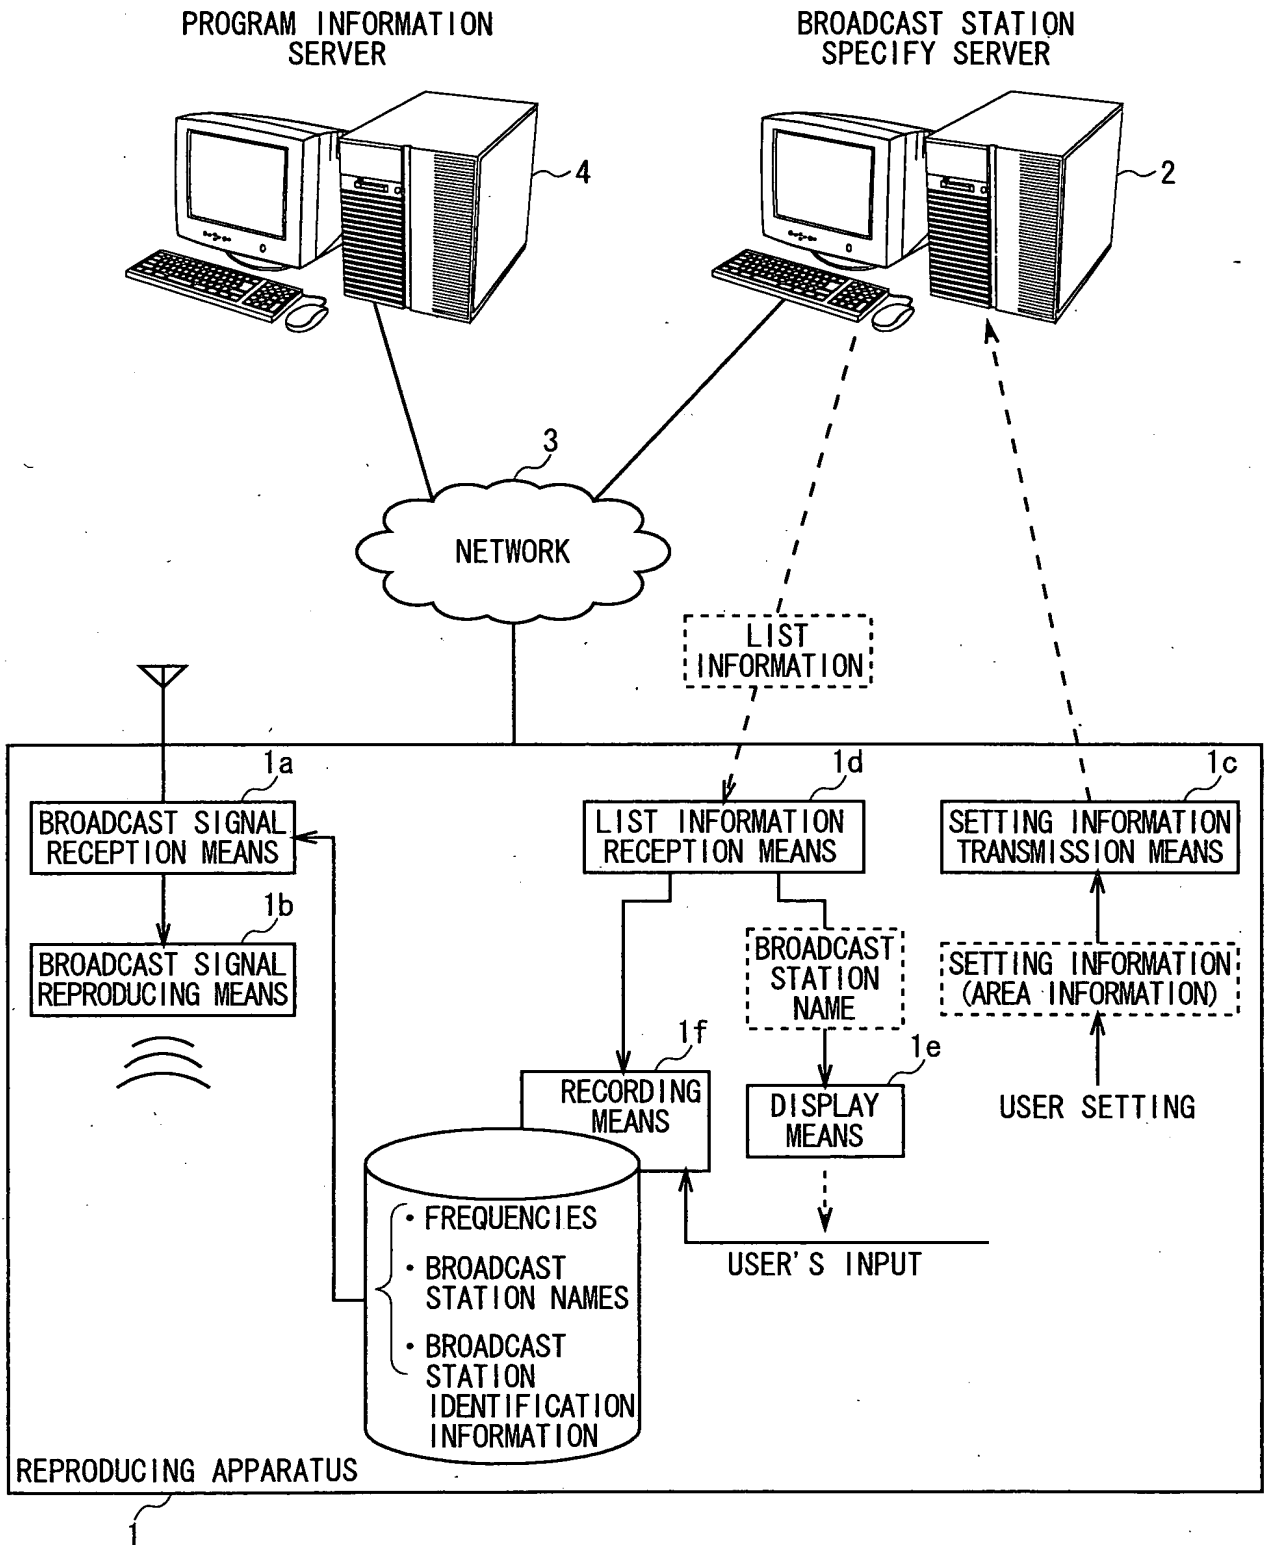 PROGRAM INFORMATION
SERVER
BROADCAST STATION
SPECIFY SERVER
4
2
3
NETWORK
LIST
INFORMATION
1a
1d
1c
BROADCAST SIGNAL
RECEPTION MEANS
LIST INFORMATION
RECEPTION MEANS
SETTING INFORMATION
TRANSMISSION MEANS
1b
BROADCAST SIGNAL
REPRODUCING MEANS
BROADCAST
STATION
NAME
SETTING INFORMATION
(AREA INFORMATION)
1f
1e
RECORDING
MEANS
DISPLAY
MEANS
USER SETTING
• FREQUENCIES
• BROADCAST
STATION NAMES
• BROADCAST
STATION
IDENTIFICATION
INFORMATION
USER'S INPUT
REPRODUCING APPARATUS
1